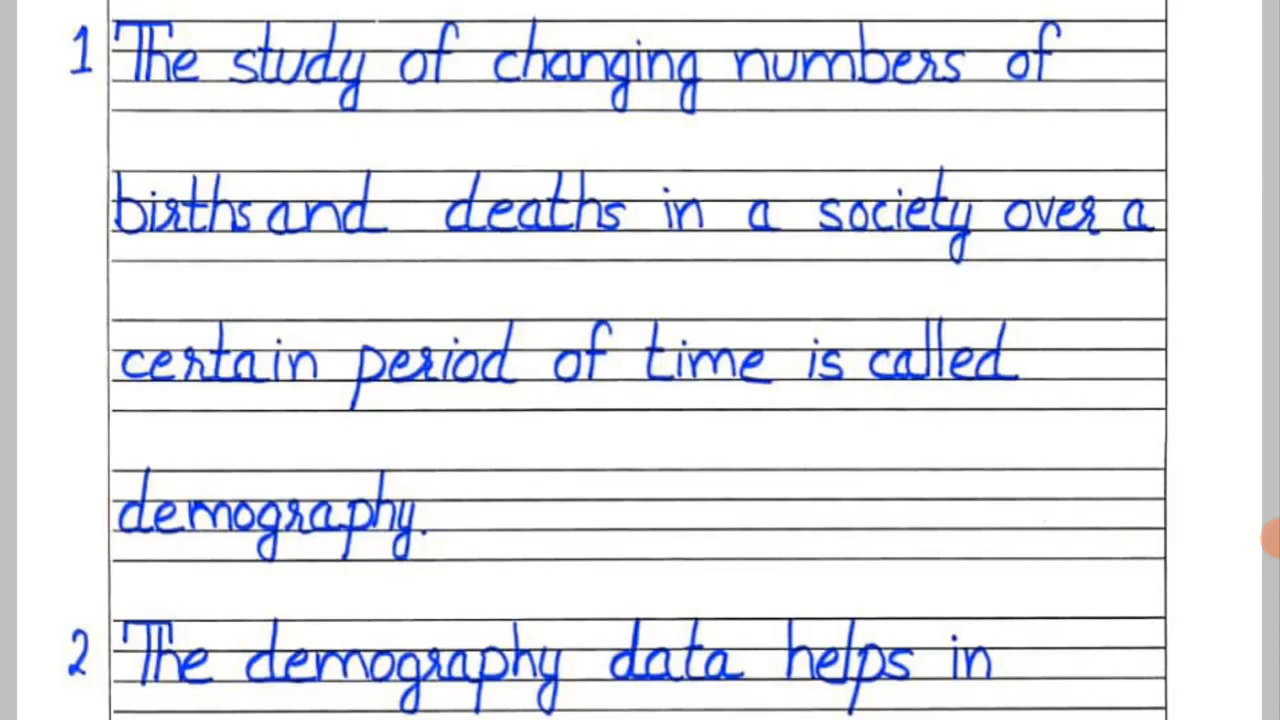 1 The study of changing numbers of
births and deaths in a society over a
certain period of time is called
demography.
2 The demography data helps in